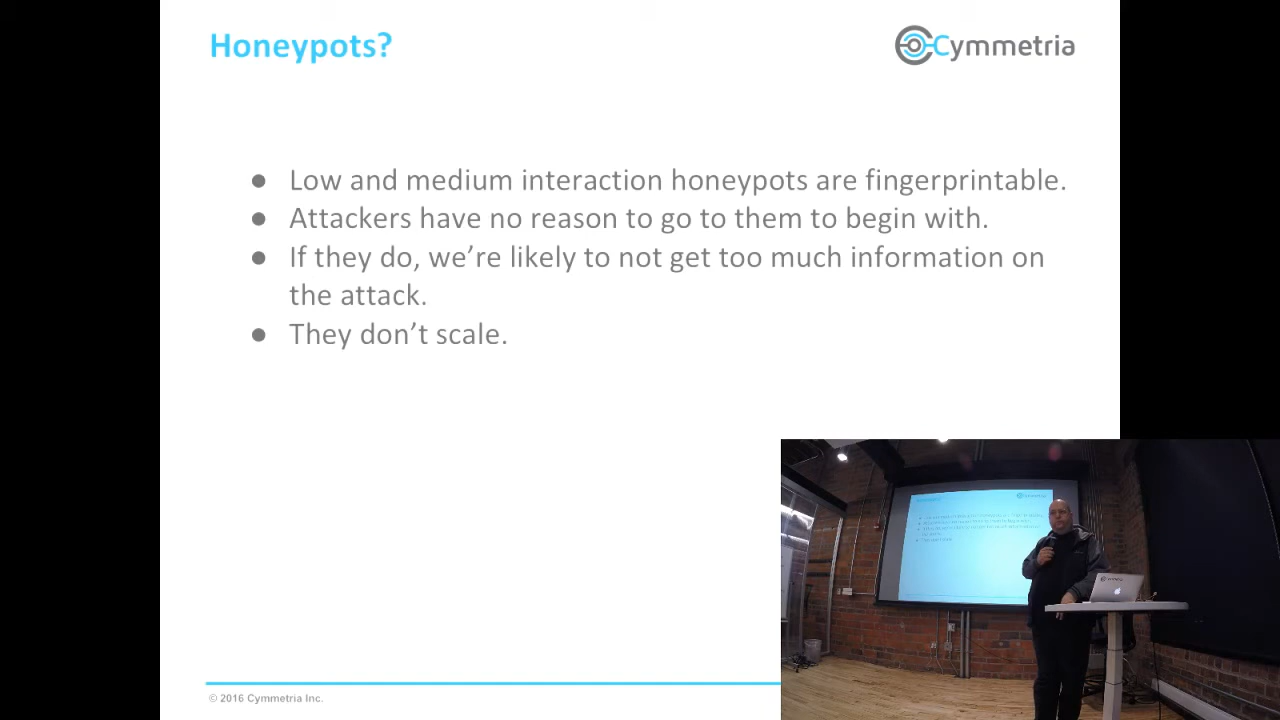 Honeypots?
Cymmetria
● Low and medium interaction honeypots are fingerprintable.
● Attackers have no reason to go to them to begin with.
● If they do, we’re likely to not get too much information on
the attack.
● They don’t scale.
© 2016 Cymmetria Inc.